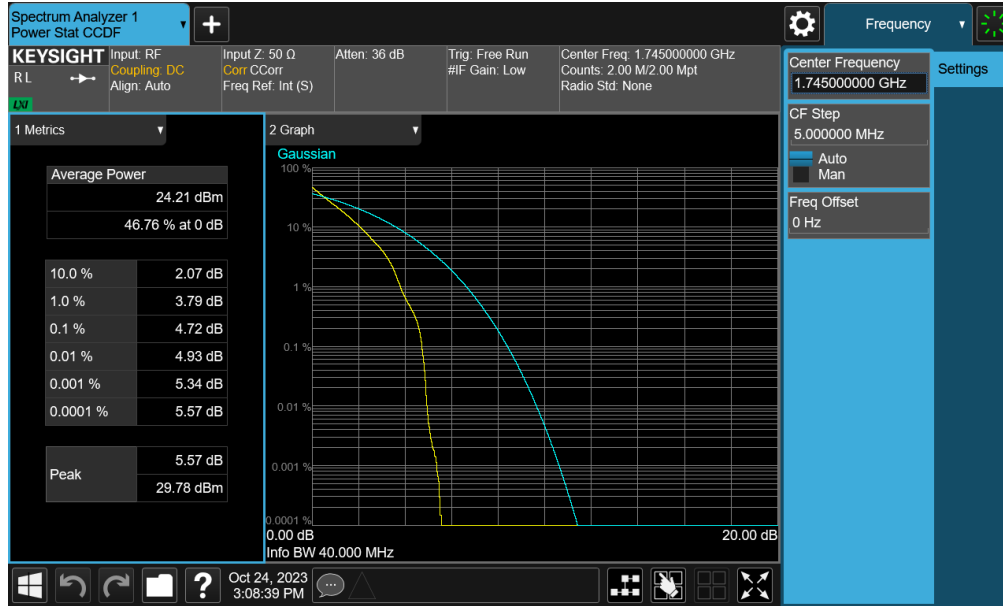 Spectrum Analyzer 1
Power Stat CCDF
+
Frequency
KEYSIGHT
R L
LXI
Input: RF
Coupling: DC
Align: Auto
Input Z: 50 Ω
Corr CCorr
Freq Ref: Int (S)
Atten: 36 dB
Trig: Free Run
#IF Gain: Low
Center Freq: 1.745000000 GHz
Counts: 2.00 M/2.00 Mpt
Radio Std: None
Center Frequency
1.745000000 GHz
Settings
CF Step
5.000000 MHz
Auto
Man
Freq Offset
0 Hz
1 Metrics
Average Power
24.21 dBm
46.76 % at 0 dB
10.0 % 2.07 dB
1.0 % 3.79 dB
0.1 % 4.72 dB
0.01 % 4.93 dB
0.001 % 5.34 dB
0.0001 % 5.57 dB
Peak
5.57 dB
29.78 dBm
2 Graph
Gaussian
100 %
10 %
1 %
0.1 %
0.01 %
0.001 %
0.0001 %
0.00 dB 20.00 dB
Info BW 40.000 MHz
?
Oct 24, 2023
3:08:39 PM